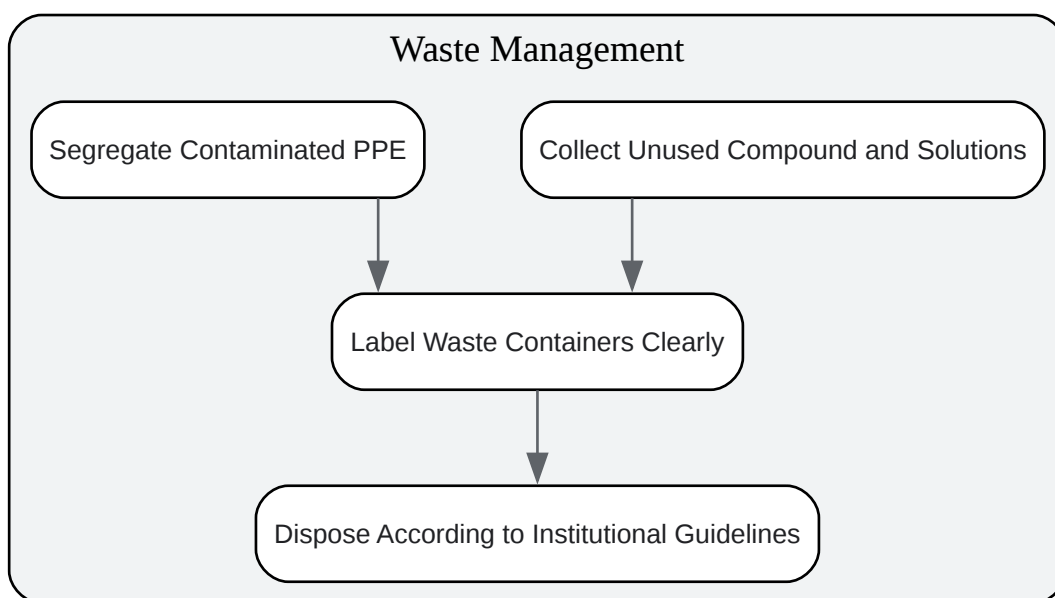 Waste Management
Segregate Contaminated PPE
Collect Unused Compound and Solutions
Label Waste Containers Clearly
Dispose According to Institutional Guidelines